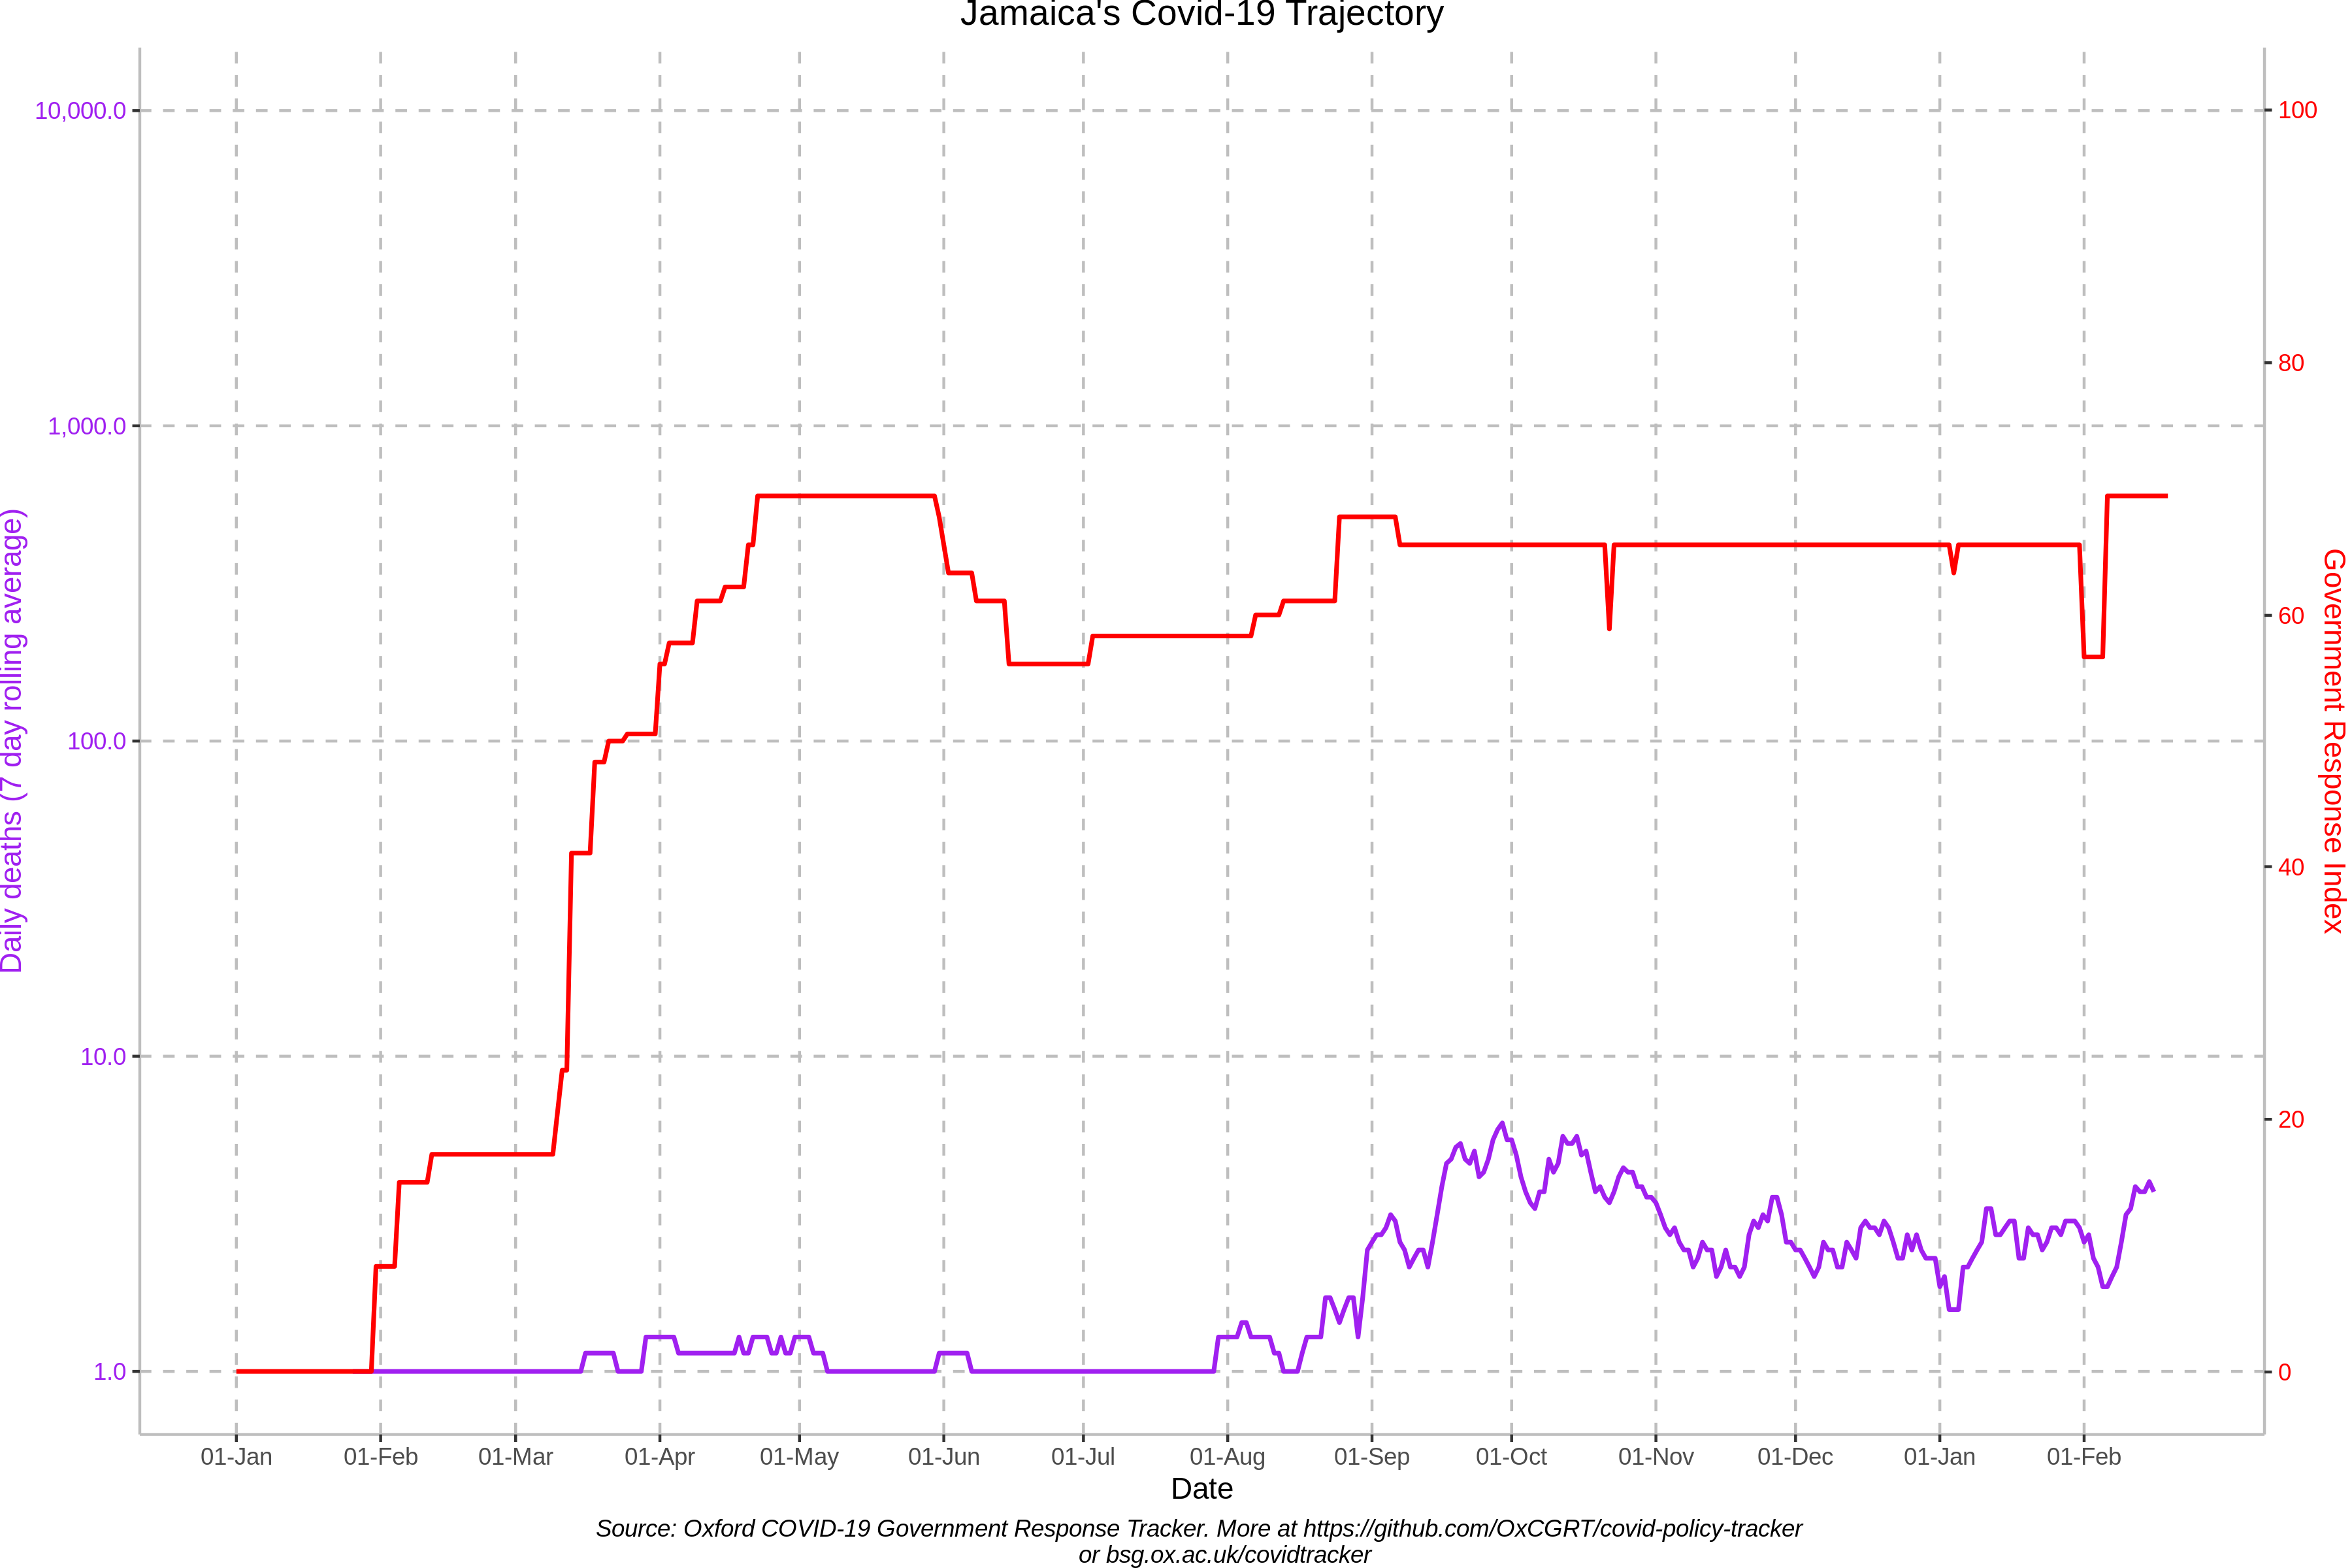 Jamaica's Covid-19 Trajectory
10,000.0
1,000.0
100.0
10.0
1.0
Daily deaths (7 day rolling average)
100
80
60
40
20
0
Government Response Index
01-Jan
01-Feb
01-Mar
01-Apr
01-May
01-Jun
01-Jul
01-Aug
01-Sep
01-Oct
01-Nov
01-Dec
01-Jan
01-Feb
Date
Source: Oxford COVID-19 Government Response Tracker. More at https://github.com/OxCGRT/covid-policy-tracker
or bsg.ox.ac.uk/covidtracker